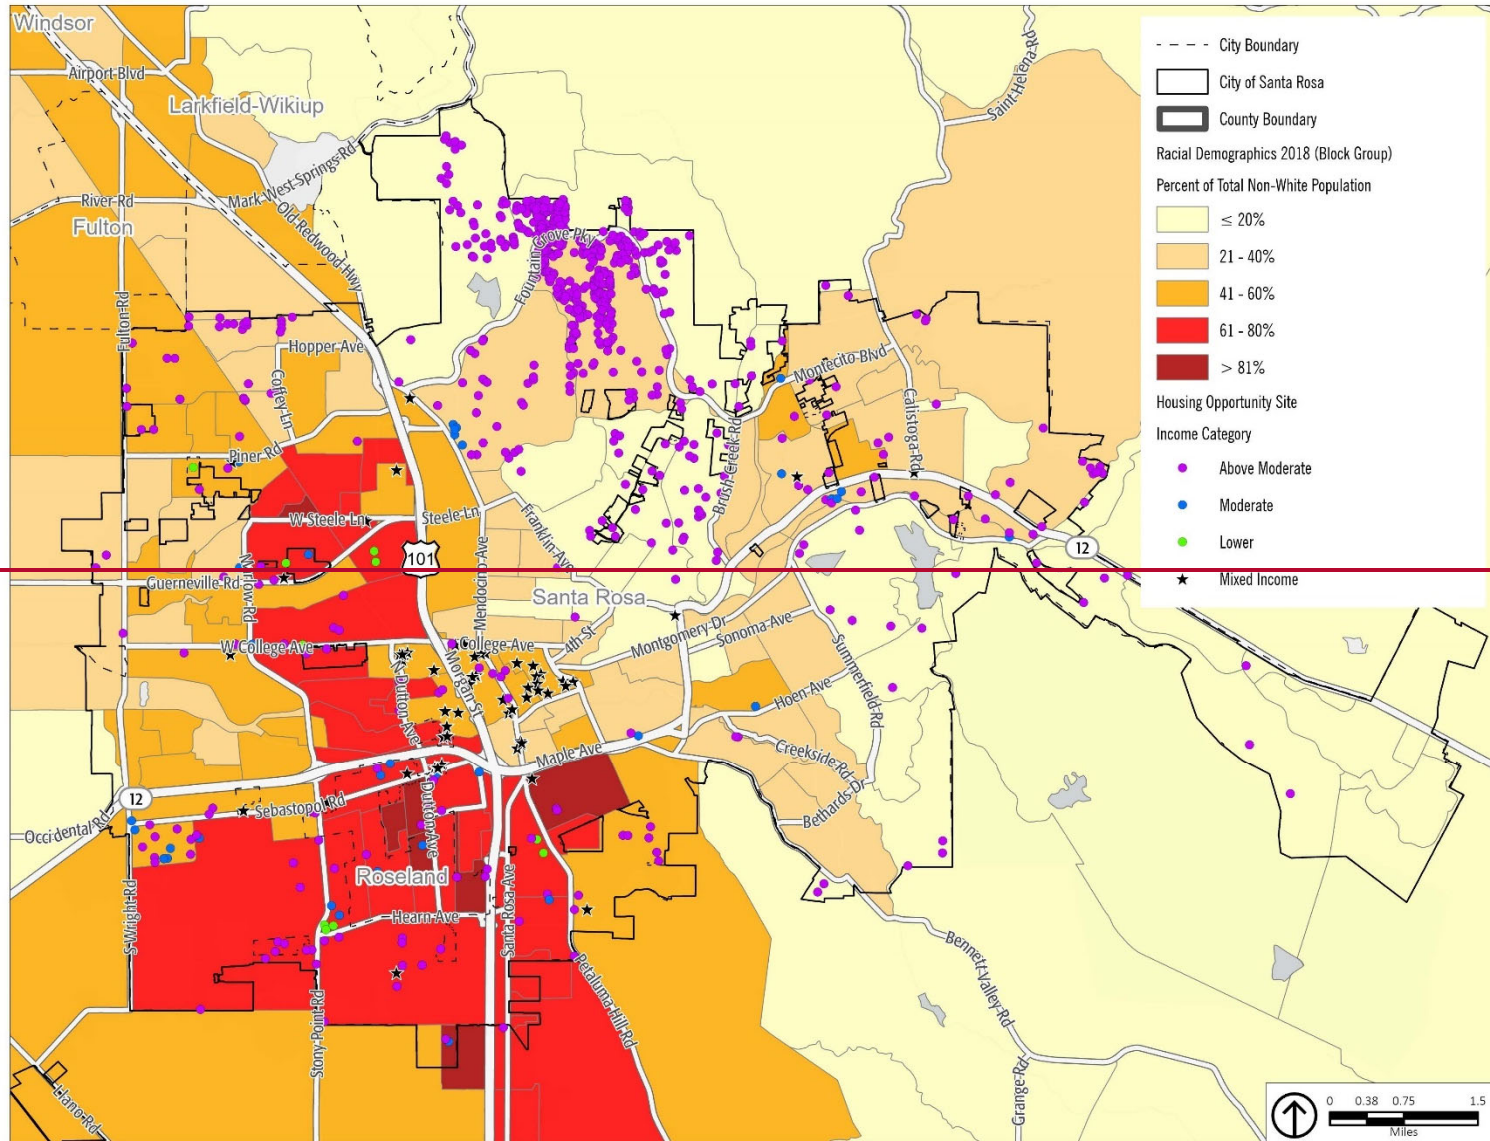 Windsor
Airport Blvd
Larkfield-Wikiup
Mark West Springs Rd
River Rd
Fulton
Old Redwood Hwy
Fulton Rd
Fountain Grove Pky
Saint Helena Rd
Hopper Ave
Coffey Ln
Piner Rd
Montecito Blvd
Calistoga Rd
Brush Creek Rd
W Steele Ln
Steele Ln
Franklin Ave
Mendocino Ave
101
12
Guerneville Rd
Marlow Rd
Santa Rosa
W College Ave
College Ave
4th St
Montgomery Dr
Sonoma Ave
Summerfield Rd
N Dutton Ave
Morgan St
Hoen Ave
Maple Ave
Creekside Rd
Bethards Dr
12
Occidental Rd
Sebastopol Rd
Dutton Ave
Roseland
S Wright Rd
Hearn Ave
Santa Rosa Ave
Stony Point Rd
Petaluma Hill Rd
Bennett Valley Rd
Grange Rd
Llano Rd
City Boundary
City of Santa Rosa
County Boundary
Racial Demographics 2018 (Block Group)
Percent of Total Non-White Population
≤ 20%
21 - 40%
41 - 60%
61 - 80%
> 81%
Housing Opportunity Site
Income Category
Above Moderate
Moderate
Lower
Mixed Income
0 0.38 0.75 1.5
Miles